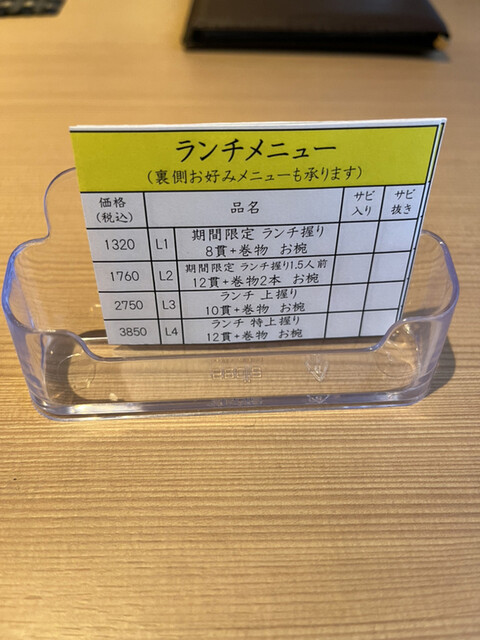 ランチメニュー
(裏側お好みメニューも承ります)
価格
(税込)
品名
サビ
入り
サビ
抜き
1320 L1 期間限定 ランチ握り
8貫+巻物 お椀
1760 L2 期間限定 ランチ握り1.5人前
12貫+巻物2本 お椀
2750 L3 ランチ 上握り
10貫+巻物 お椀
3850 L4 ランチ 特上握り
12貫+巻物 お椀